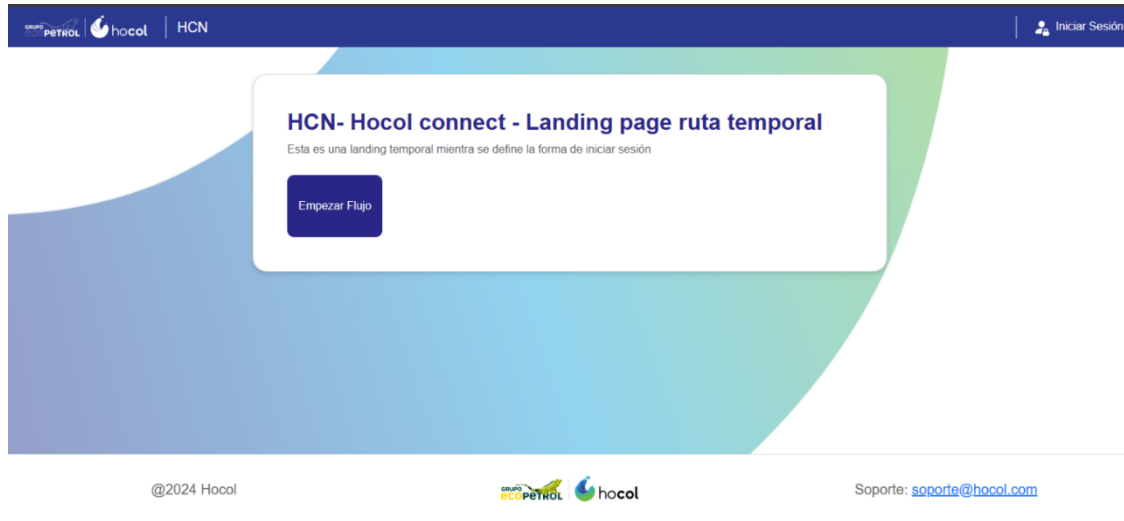 GRUPO
ecoPETROL hocol HCN Iniciar Sesión
HCN- Hocol connect - Landing page ruta temporal
Esta es una landing temporal mientra se define la forma de iniciar sesión
Empezar Flujo
@2024 Hocol
GRUPO
ecoPETROL hocol
Soporte: soporte@hocol.com